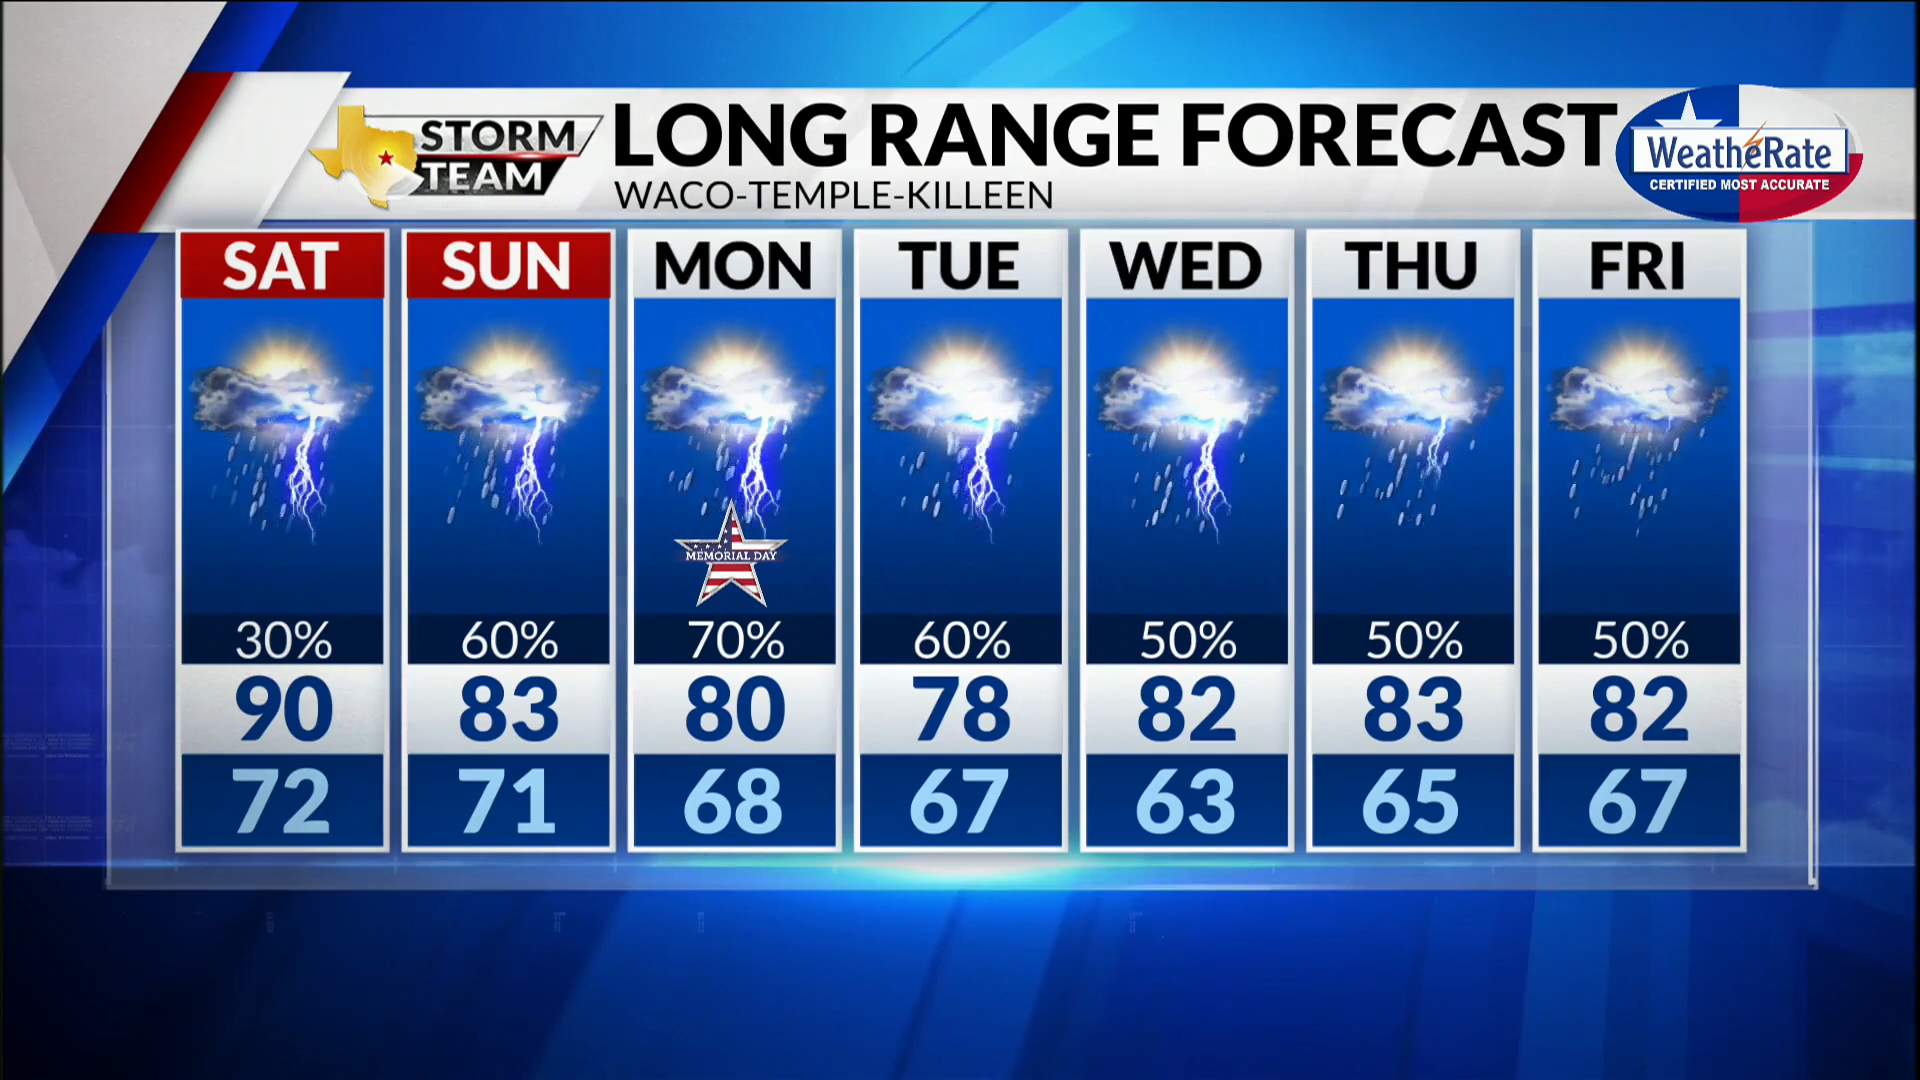 STORM
TEAM
LONG RANGE FORECAST
WACO-TEMPLE-KILLEEN
WeatheRate
CERTIFIED MOST ACCURATE
SAT SUN MON TUE WED THU FRI
MEMORIAL DAY
30% 60% 70% 60% 50% 50% 50%
90 83 80 78 82 83 82
72 71 68 67 63 65 67